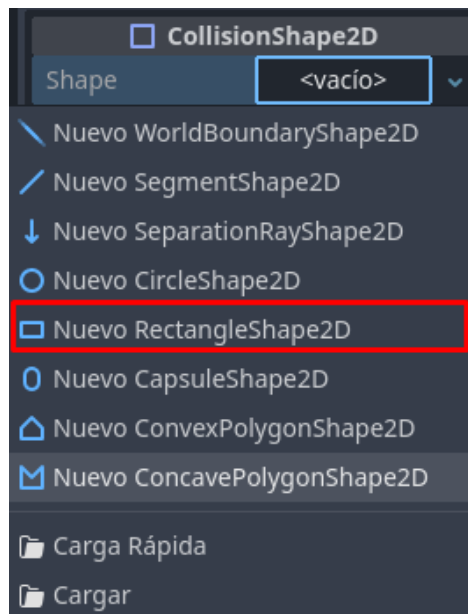 CollisionShape2D
Shape <vacío>
Nuevo WorldBoundaryShape2D
Nuevo SegmentShape2D
Nuevo SeparationRayShape2D
Nuevo CircleShape2D
Nuevo RectangleShape2D
Nuevo CapsuleShape2D
Nuevo ConvexPolygonShape2D
Nuevo ConcavePolygonShape2D
Carga Rápida
Cargar